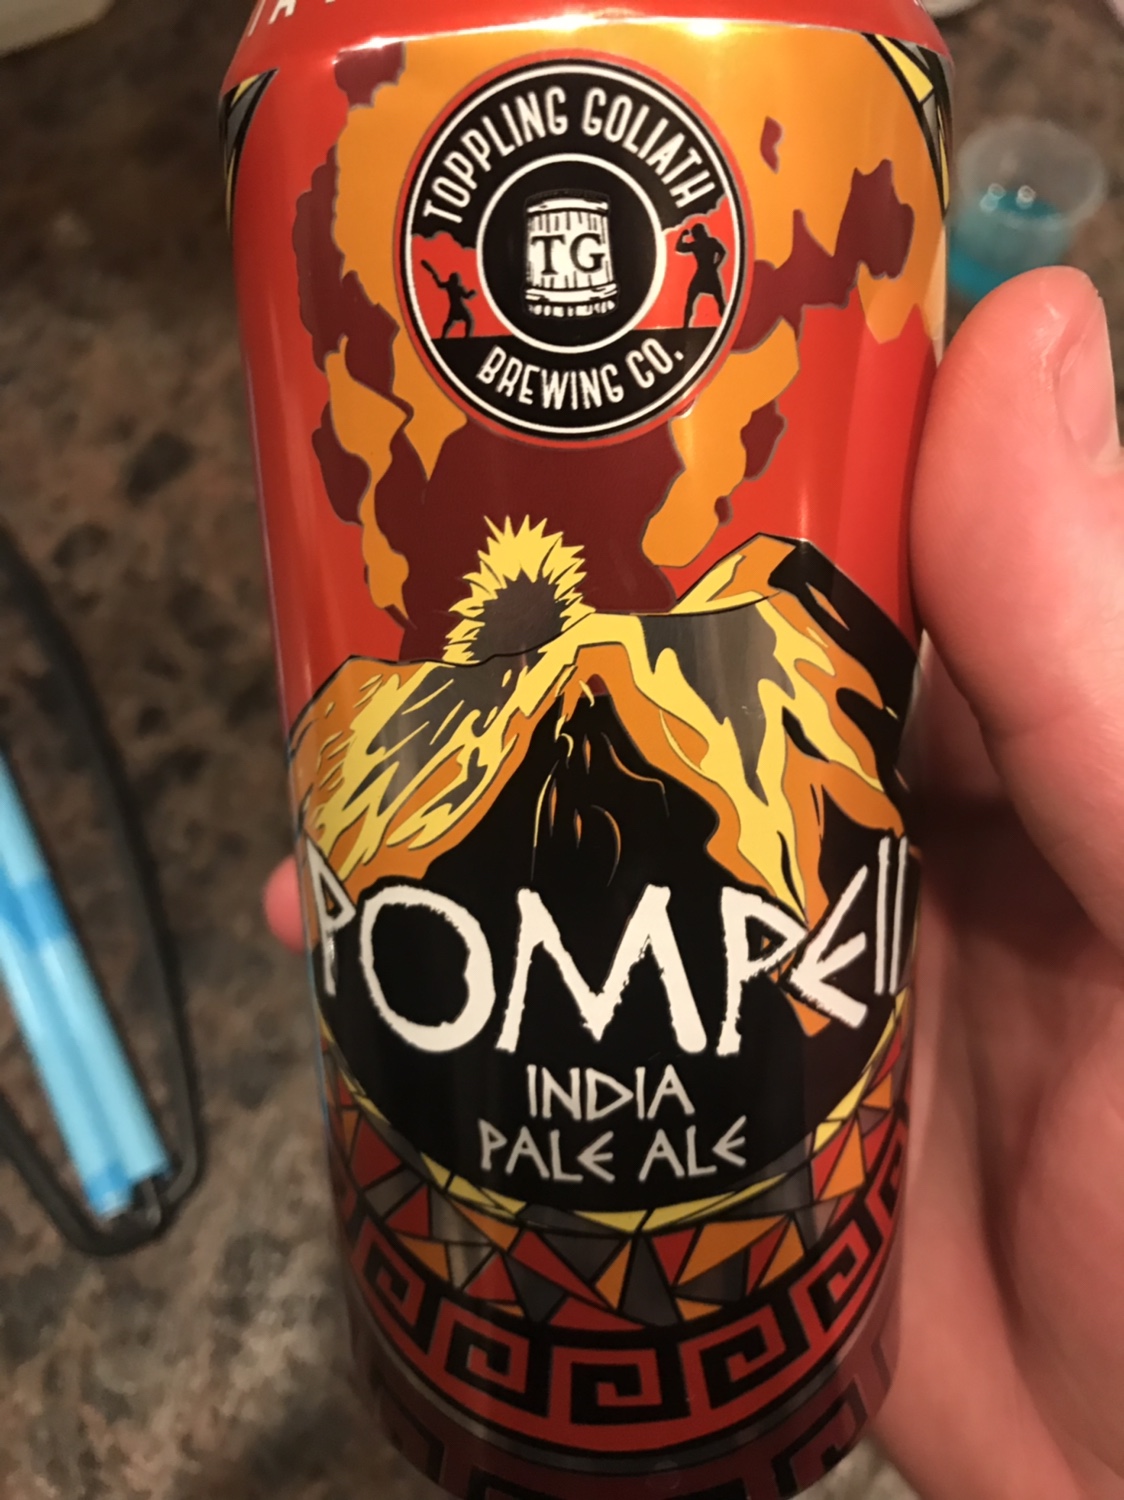 TOPPLING GOLIATH
TG
BREWING CO.
POMPEII
INDIA
PALE ALE